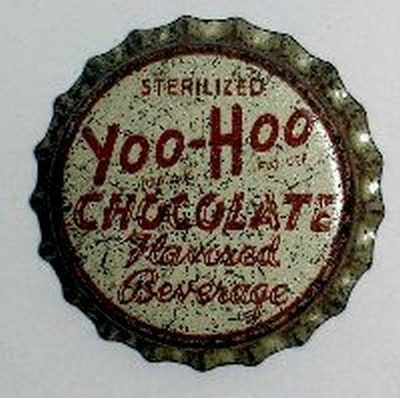 STERILIZED
Yoo-Hoo
CHOCOLATE
Flavored
Beverage